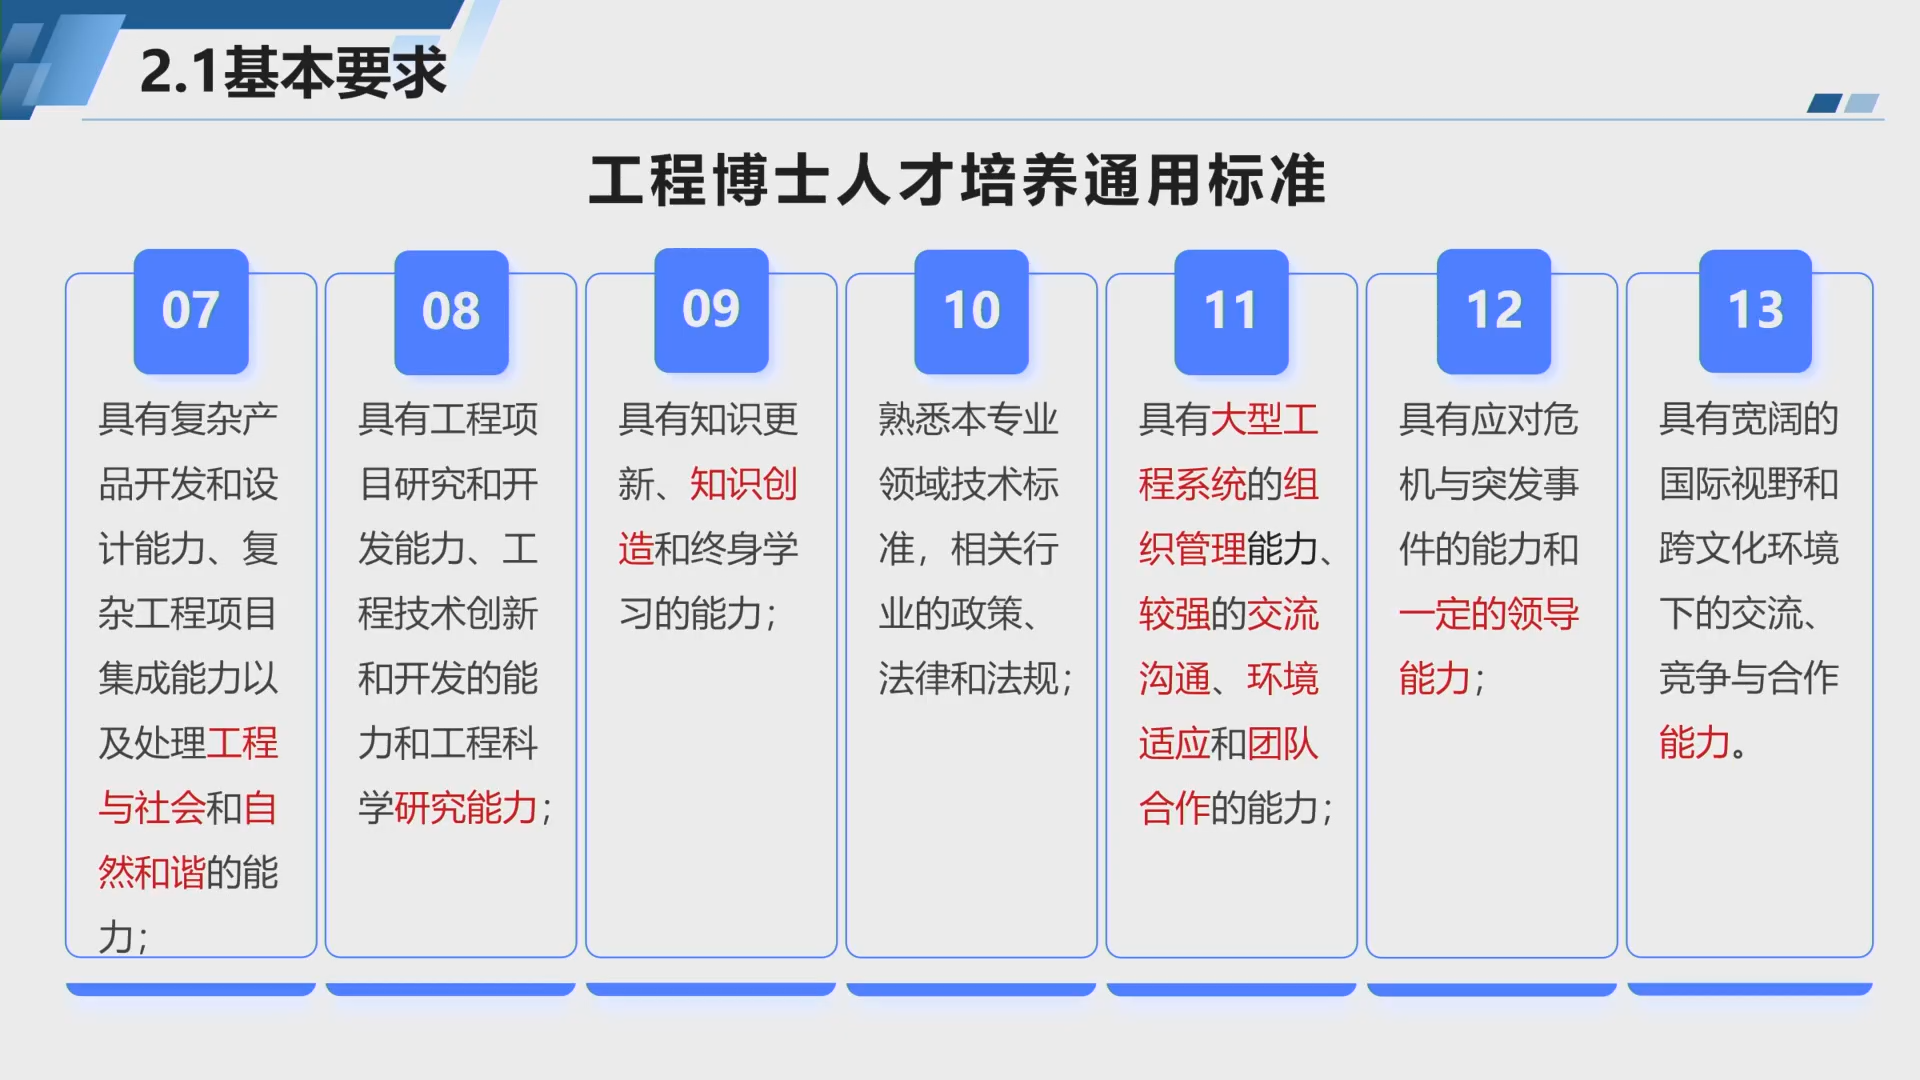 2.1基本要求
工程博士人才培养通用标准
07
具有复杂产
品开发和设
计能力、复
杂工程项目
集成能力以
及处理工程
与社会和自
然和谐的能
力；
08
具有工程项
目研究和开
发能力、工
程技术创新
和开发的能
力和工程科
学研究能力；
09
具有知识更
新、知识创
造和终身学
习的能力；
10
熟悉本专业
领域技术标
准，相关行
业的政策、
法律和法规；
11
具有大型工
程系统的组
织管理能力、
较强的交流
沟通、环境
适应和团队
合作的能力；
12
具有应对危
机与突发事
件的能力和
一定的领导
能力；
13
具有宽阔的
国际视野和
跨文化环境
下的交流、
竞争与合作
能力。